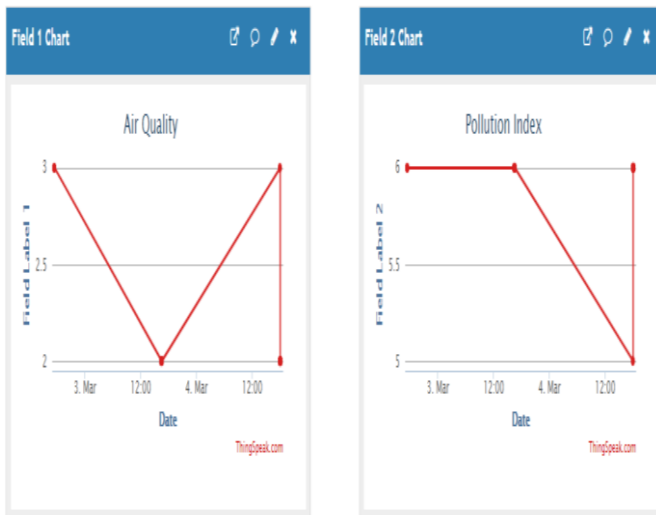 Field 1 Chart
Air Quality
3
2.5
2
Field Label 1
3. Mar 12:00 4. Mar 12:00
Date
ThingSpeak.com
Field 2 Chart
Pollution Index
6
5.5
5
Field Label 2
3. Mar 12:00 4. Mar 12:00
Date
ThingSpeak.com